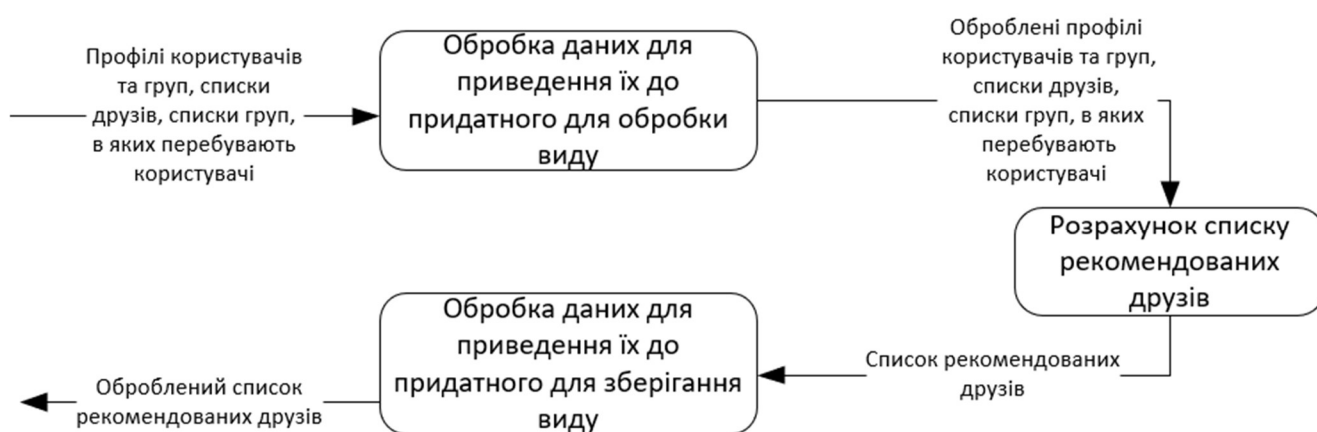 Профілі користувачів
та груп, списки
друзів, списки груп,
в яких перебувають
користувачі
Обробка даних для
приведення їх до
придатного для обробки
виду
Оброблені профілі
користувачів та груп,
списки друзів,
списки груп, в яких
перебувають
користувачі
Розрахунок списку
рекомендованих
друзів
Список рекомендованих
друзів
Обробка даних для
приведення їх до
придатного для зберігання
виду
Оброблений список
рекомендованих друзів